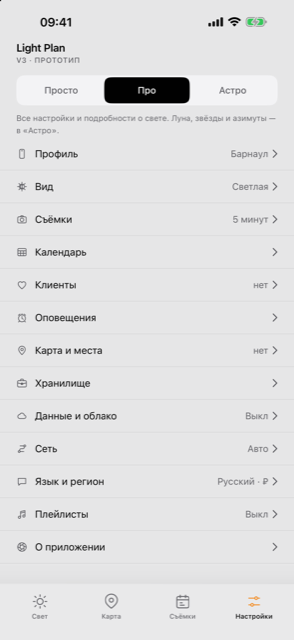 09:41
Light Plan
V3 · ПРОТОТИП
Просто
Про
Астро
Все настройки и подробности о свете. Луна, звёзды и азимуты —
в «Астро».
Профиль
Барнаул
Вид
Светлая
Съёмки
5 минут
Календарь
Клиенты
нет
Оповещения
Карта и места
нет
Хранилище
Данные и облако
Выкл
Сеть
Авто
Язык и регион
Русский · ₽
Плейлисты
Выкл
О приложении
Свет
Карта
Съёмки
Настройки